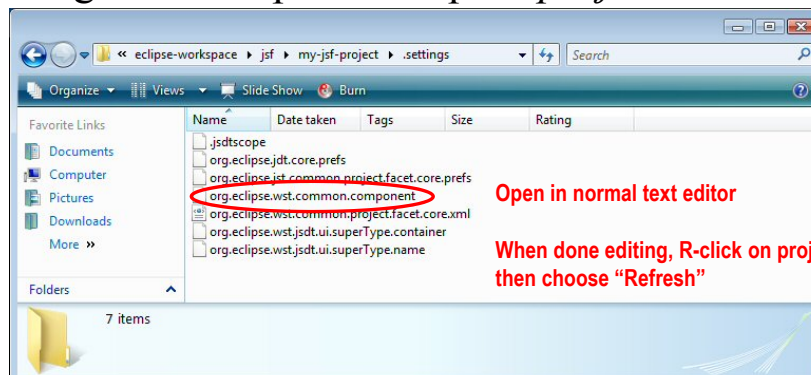 eclipse-workspace jsf my-jsf-project .settings Search
Organize Views Slide Show Burn
Favorite Links
Documents
Computer
Pictures
Downloads
More
Folders
Name Date taken Tags Size Rating
.jsdtscope
org.eclipse.jdt.core.prefs
org.eclipse.jst.common.project.facet.core.prefs
org.eclipse.wst.common.component
org.eclipse.wst.common.project.facet.core.xml
org.eclipse.wst.jsdt.ui.superType.container
org.eclipse.wst.jsdt.ui.superType.name
Open in normal text editor
When done editing, R-click on proj
then choose “Refresh”
7 items